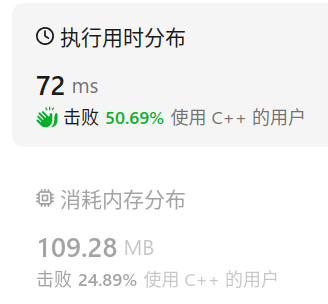 执行用时分布
72 ms
击败 50.69% 使用 C++ 的用户
消耗内存分布
109.28 MB
击败 24.89% 使用 C++ 的用户